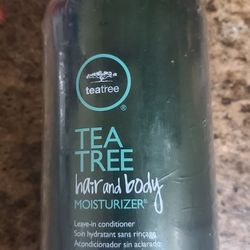 teatree
®
TEA
TREE
hair and body
MOISTURIZER®
Leave-in conditioner
Soin hydratant sans rinçage
Acondicionador sin aclarado